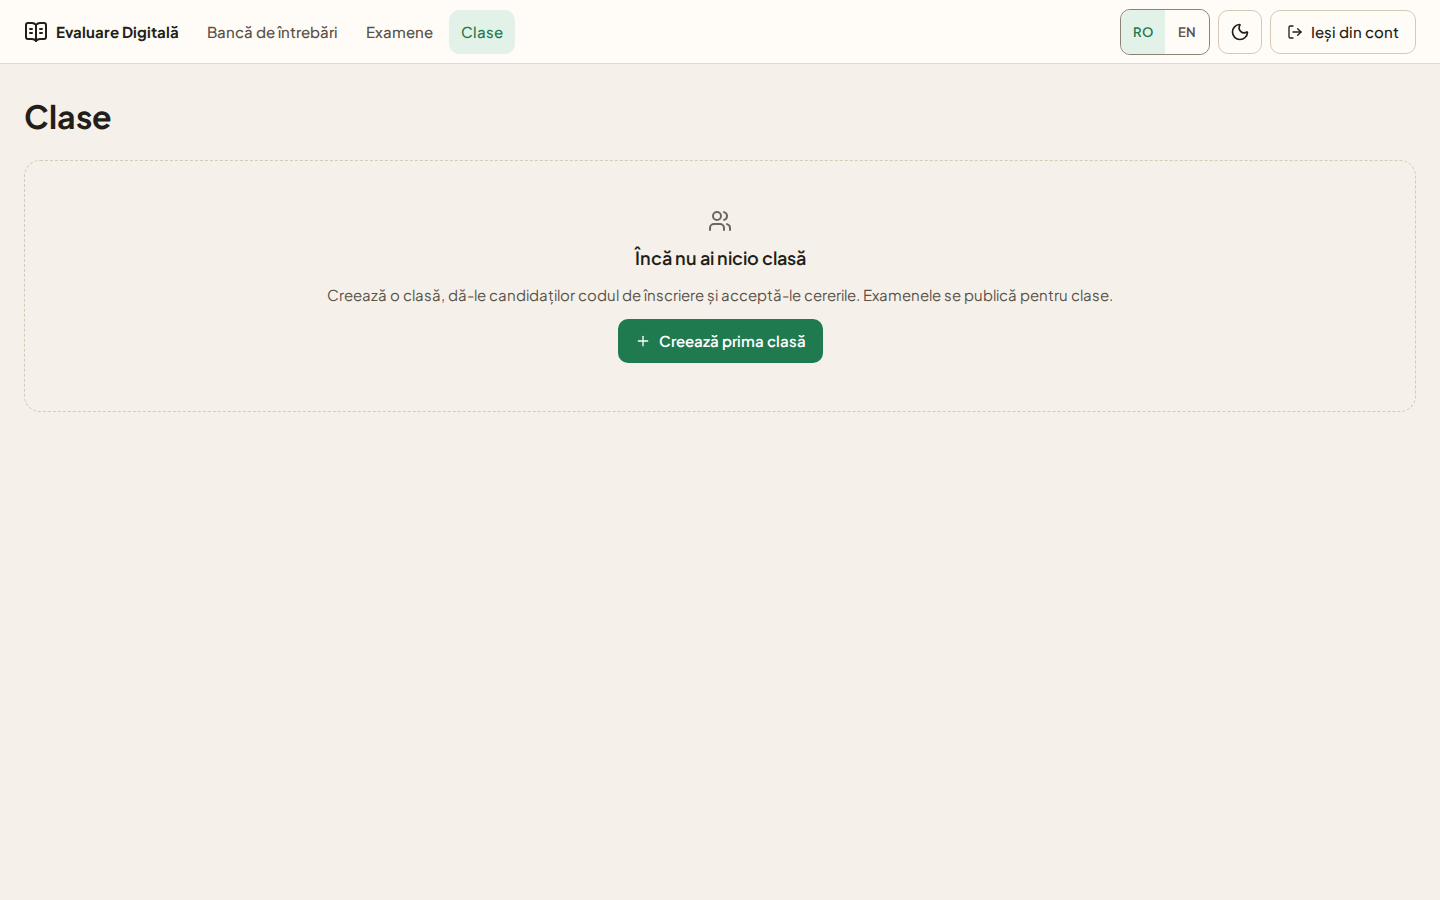 Evaluare Digitală Bancă de întrebări Examene Clase RO EN Ieși din cont
Clase
Încă nu ai nicio clasă
Creează o clasă, dă-le candidaților codul de înscriere și acceptă-le cererile. Examenele se publică pentru clase.
+ Creează prima clasă